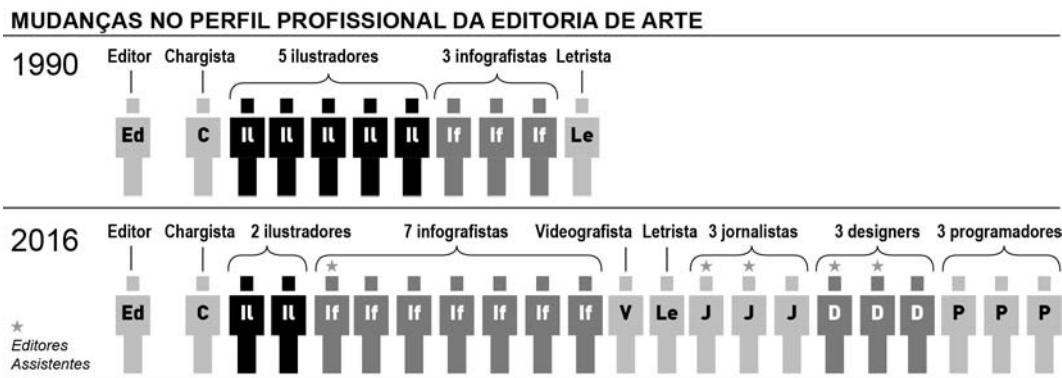 MUDANÇAS NO PERFIL PROFISSIONAL DA EDITORIA DE ARTE
1990
Editor Chargista 5 ilustradores 3 infografistas Letrista
Ed C Il Il Il Il Il If If If Le
2016
Editor Chargista 2 ilustradores 7 infografistas Videografista Letrista 3 jornalistas 3 designers 3 programadores
Ed C Il Il If If If If If If If V Le J J J D D D P P P
Editores
Assistentes